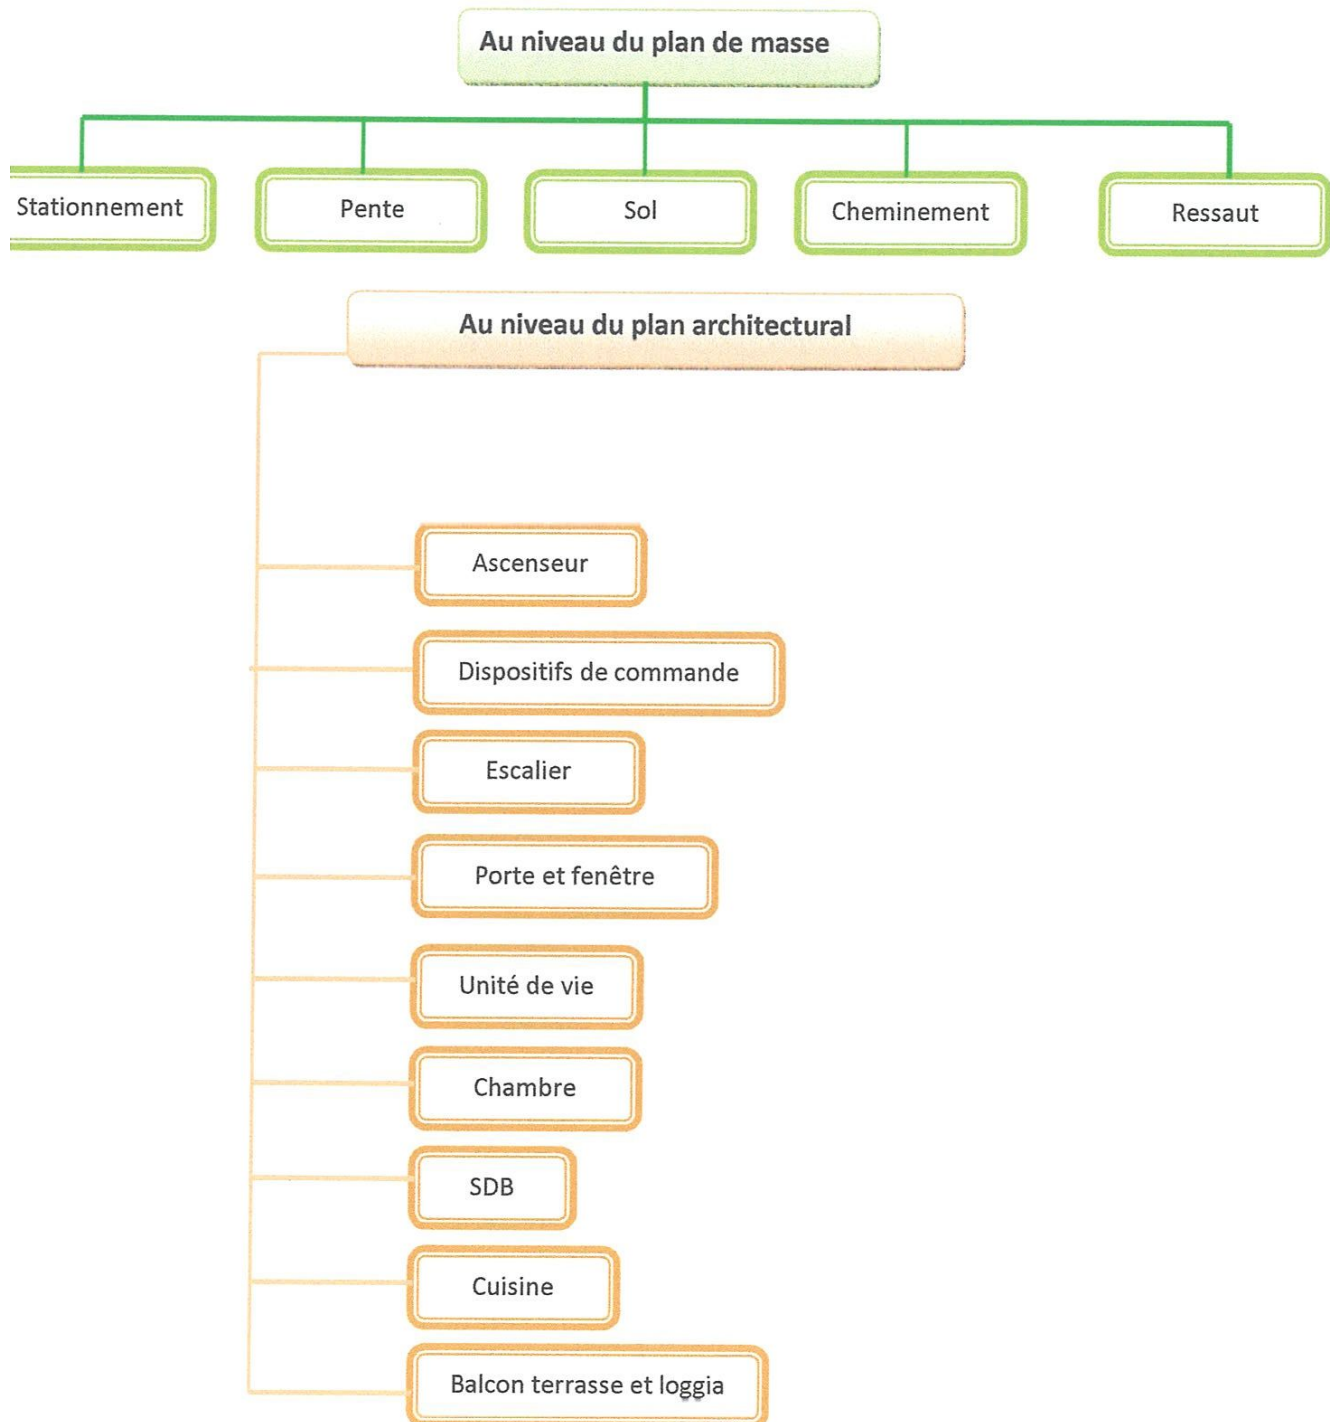 Au niveau du plan de masse
Stationnement
Pente
Sol
Cheminement
Ressaut
Au niveau du plan architectural
Ascenseur
Dispositifs de commande
Escalier
Porte et fenêtre
Unité de vie
Chambre
SDB
Cuisine
Balcon terrasse et loggia